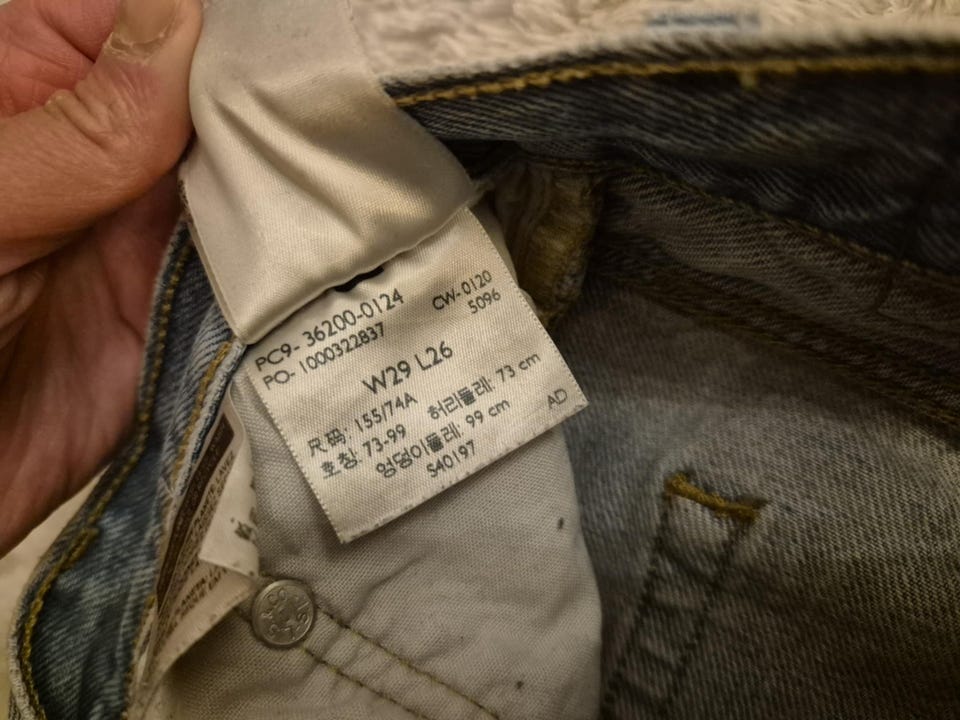 PC9- 36200-0124 CW-0120
PO- 1000322837 5096
W29 L26
尺码: 155/74A 허리둘레: 73 cm
호칭: 73-99 엉덩이둘레: 99 cm
S40197 AD